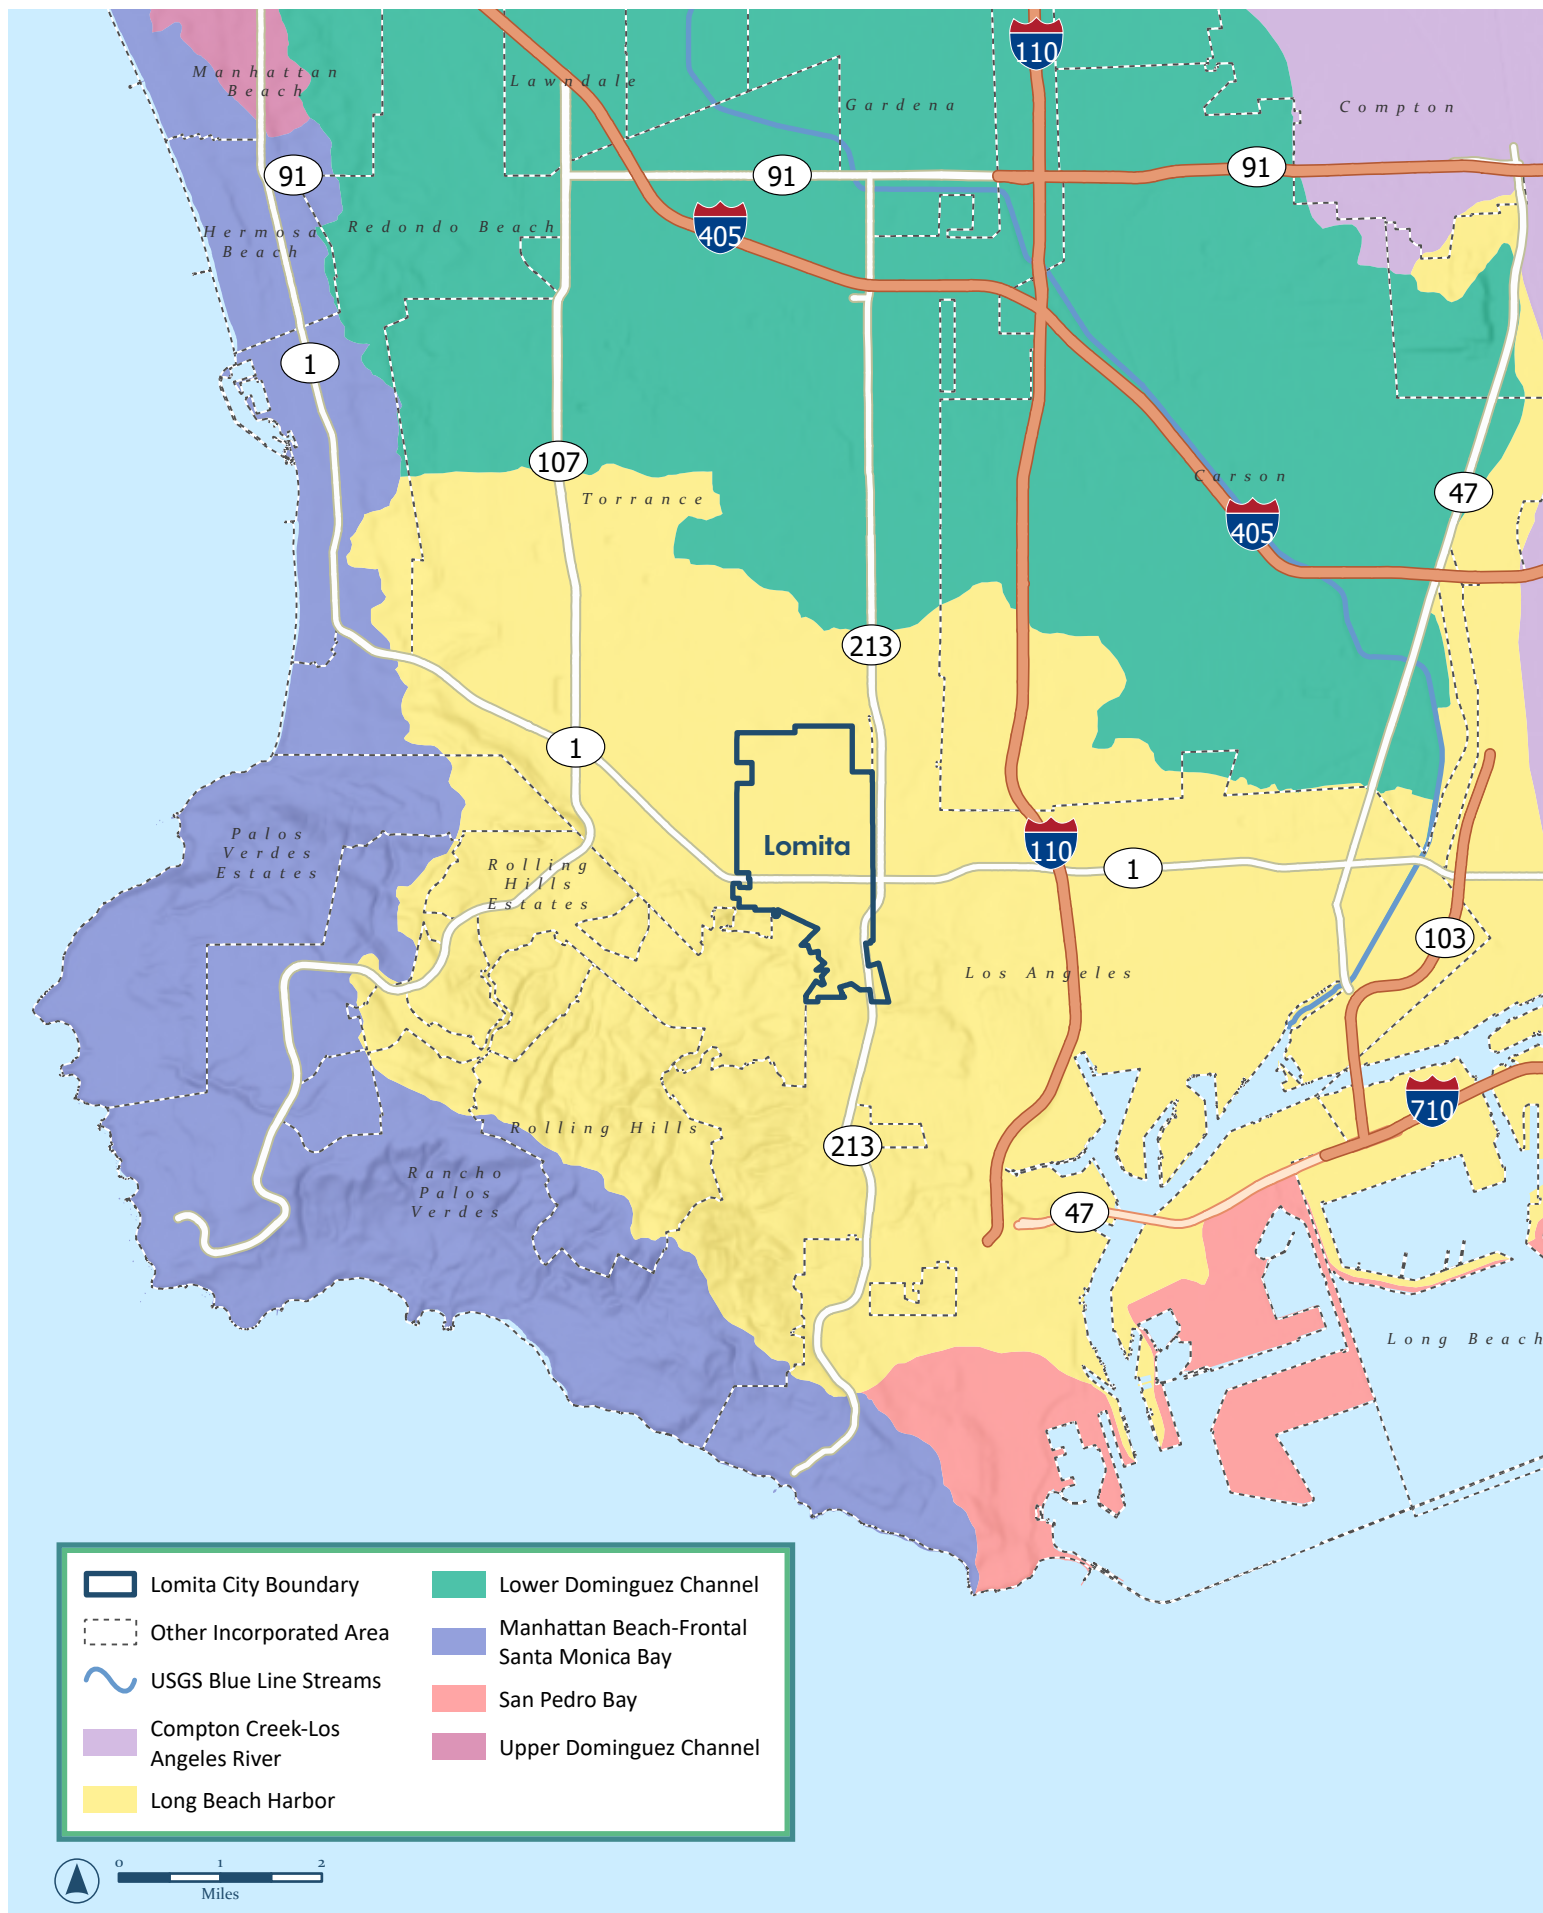 110
Manhattan
Beach
Lawndale
Gardena
Compton
91
91
91
Hermosa
Beach
Redondo Beach
405
1
107
Torrance
Carson
47
405
213
1
Lomita
Palos
Verdes
Estates
Rolling
Hills
Estates
110
1
103
Los Angeles
710
Rolling Hills
213
Rancho
Palos
Verdes
47
Long Beach
Lomita City Boundary
Other Incorporated Area
USGS Blue Line Streams
Compton Creek-Los
Angeles River
Long Beach Harbor
Lower Dominguez Channel
Manhattan Beach-Frontal
Santa Monica Bay
San Pedro Bay
Upper Dominguez Channel
0 1 2
Miles